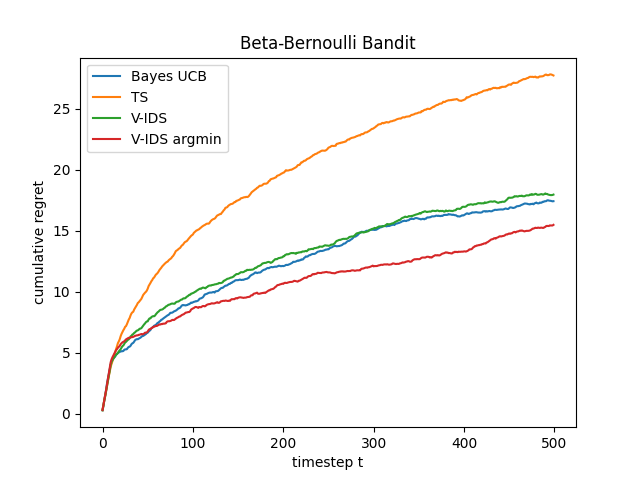 Beta-Bernoulli Bandit
Bayes UCB
TS
V-IDS
V-IDS argmin
cumulative regret
25
20
15
10
5
0
0 100 200 300 400 500
timestep t